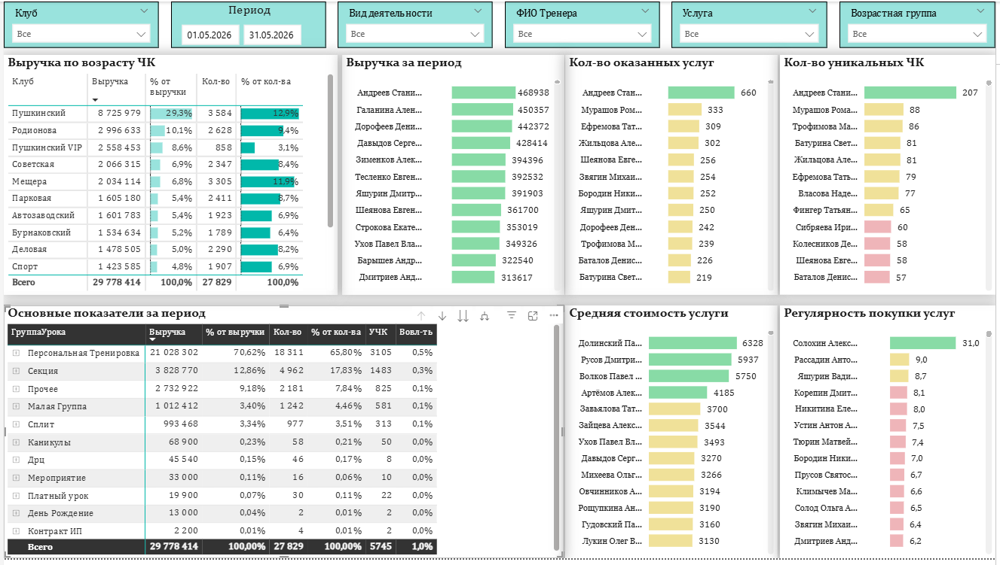 Клуб
Все
Период
01.05.2026 31.05.2026
Вид деятельности
Все
ФИО Тренера
Все
Услуга
Все
Возрастная группа
Все
Выручка по возрасту ЧК
Клуб Выручка % от выручки Кол-во % от кол-ва
Пушкинский 8 725 979 29,3% 3 584 12,9%
Родионова 2 996 633 10,1% 2 628 9,4%
Пушкинский VIP 2 558 453 8,6% 858 3,1%
Советская 2 066 315 6,9% 2 347 8,4%
Мещера 2 034 114 6,8% 3 305 11,9%
Парковая 1 605 180 5,4% 2 411 8,7%
Автозаводский 1 601 783 5,4% 1 923 6,9%
Бурнаковский 1 534 634 5,2% 1 789 6,4%
Деловая 1 478 505 5,0% 2 290 8,2%
Спорт 1 423 585 4,8% 1 907 6,9%
Всего 29 778 414 100,0% 27 829 100,0%
Выручка за период
Андреев Стани... 468938
Галанина Ален... 450357
Дорофеев Дени... 442372
Давыдов Серге... 428414
Зименков Алек... 394396
Тесленко Евген... 392532
Яшурин Дмитр... 391903
Шеянова Евген... 361700
Строкова Екате... 353019
Ухов Павел Вла... 349326
Барышев Андр... 322540
Дмитриев Анд... 313617
Кол-во оказанных услуг
Андреев Стан... 660
Мурашов Ром... 333
Ефремова Тат... 309
Жильцова Але... 302
Шеянова Евге... 256
Звягин Михаи... 254
Бородин Ники... 252
Яшурин Дмит... 250
Дорофеев Ден... 242
Трофимова М... 239
Баталов Денис... 226
Батурина Свет... 219
Кол-во уникальных ЧК
Андреев Стани... 207
Мурашов Рома... 88
Трофимова Ма... 86
Батурина Свет... 81
Жильцова Але... 81
Ефремова Тать... 79
Власова Наде... 77
Фингер Татьян... 65
Сибряева Ири... 60
Колесников Де... 58
Шеянова Евге... 58
Баталов Денис... 57
Основные показатели за период
ГруппаУрока Выручка % от выручки Кол-во % от кол-ва УЧК Вовл-ть
Персональная Тренировка 21 028 302 70,62% 18 311 65,80% 3105 0,5%
Секция 3 828 770 12,86% 4 962 17,83% 1483 0,3%
Прочее 2 732 922 9,18% 2 181 7,84% 825 0,1%
Малая Группа 1 012 412 3,40% 1 242 4,46% 581 0,1%
Сплит 993 468 3,34% 977 3,51% 313 0,1%
Каникулы 68 900 0,23% 58 0,21% 50 0,0%
Дрц 45 540 0,15% 46 0,17% 8 0,0%
Мероприятие 33 000 0,11% 16 0,06% 10 0,0%
Платный урок 19 900 0,07% 30 0,11% 22 0,0%
День Рождение 13 000 0,04% 2 0,01% 2 0,0%
Контракт ИП 2 200 0,01% 4 0,01% 2 0,0%
Всего 29 778 414 100,00% 27 829 100,00% 5745 1,0%
Средняя стоимость услуги
Долинский Па... 6328
Русов Дмитри... 5937
Волков Павел ... 5750
Артёмов Алек... 4185
Завьялова Тат... 3700
Зайцева Алекс... 3544
Ухов Павел Вл... 3493
Давыдов Серг... 3270
Михеева Ольг... 3266
Овчинников А... 3194
Рощупкина Ан... 3190
Гудовский Па... 3160
Лукин Олег В... 3130
Регулярность покупки услуг
Солохин Алекс... 31,0
Рассадин Анто... 9,0
Яшурин Вади... 8,7
Корепин Дмит... 8,1
Никитина Еле... 8,0
Устин Антон А... 7,5
Тюрин Матвей... 7,4
Бородин Ники... 7,0
Прусов Святос... 6,7
Климычев Ма... 6,6
Солод Ольга А... 6,5
Звягин Михаи... 6,4
Дмитриев Анд... 6,2